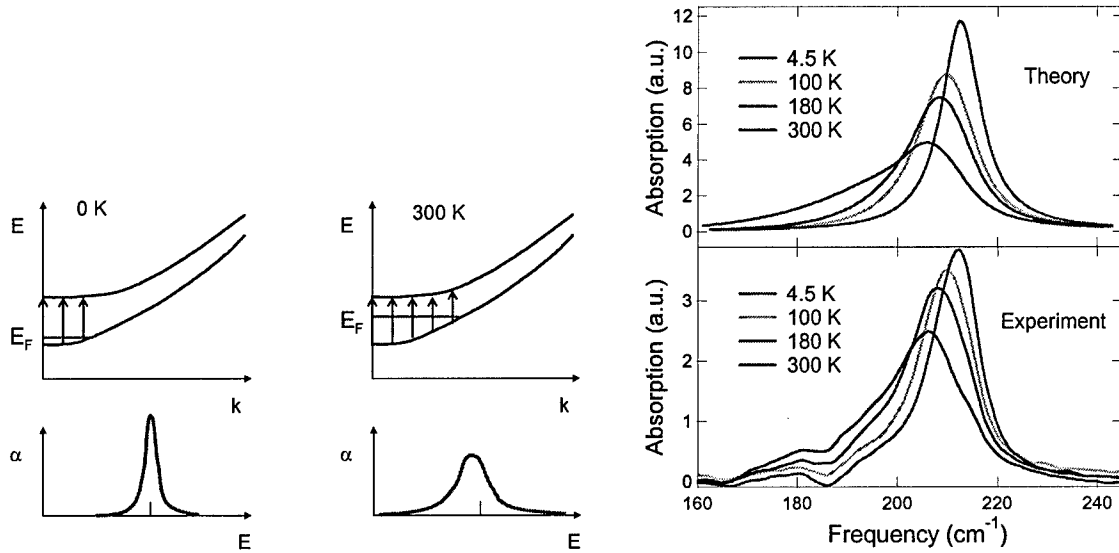 0 K
E
E_F
k
α
E
300 K
E
E_F
k
α
E
Absorption (a.u.)
12
10
8
6
4
2
0
4.5 K
100 K
180 K
300 K
Theory
Absorption (a.u.)
3
2
1
0
4.5 K
100 K
180 K
300 K
Experiment
160
180
200
220
240
Frequency (cm⁻¹)